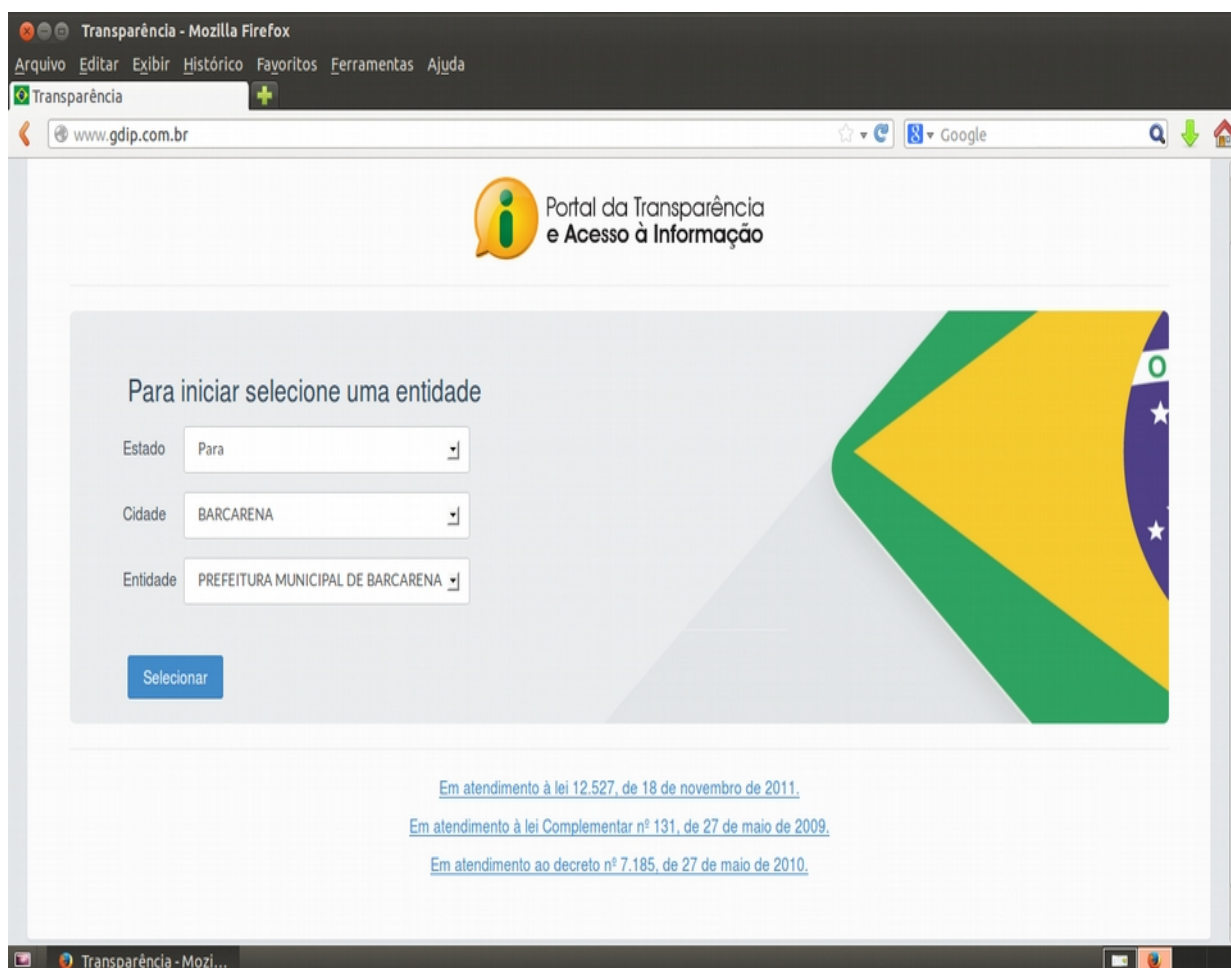 Transparência - Mozilla Firefox
Arquivo Editar Exibir Histórico Favoritos Ferramentas Ajuda
Transparência
www.gdip.com.br
8 Google
i Portal da Transparência
e Acesso à Informação
O
Para iniciar selecione uma entidade
Estado Para
Cidade BARCARENA
Entidade PREFEITURA MUNICIPAL DE BARCARENA
Selecionar
Em atendimento à lei 12.527, de 18 de novembro de 2011.
Em atendimento à lei Complementar nº 131, de 27 de maio de 2009.
Em atendimento ao decreto nº 7.185, de 27 de maio de 2010.
Transparência - Mozi...